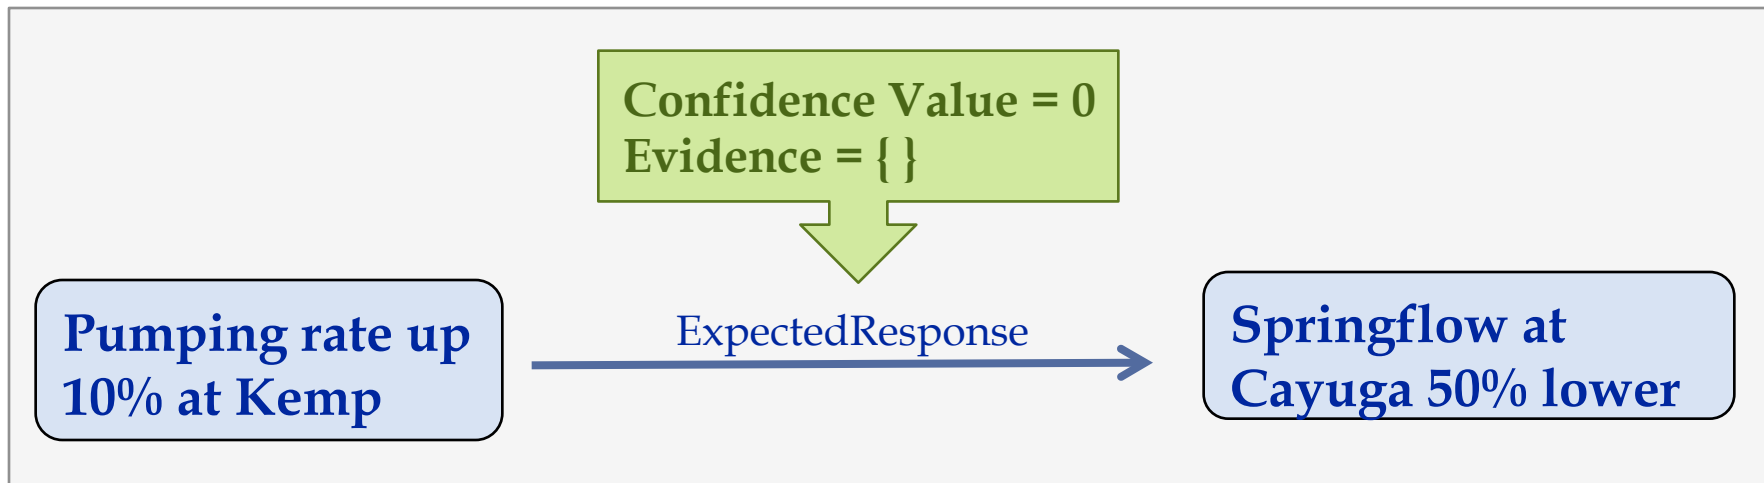 Confidence Value = 0
Evidence = { }
Pumping rate up
10% at Kemp
ExpectedResponse
Springflow at
Cayuga 50% lower